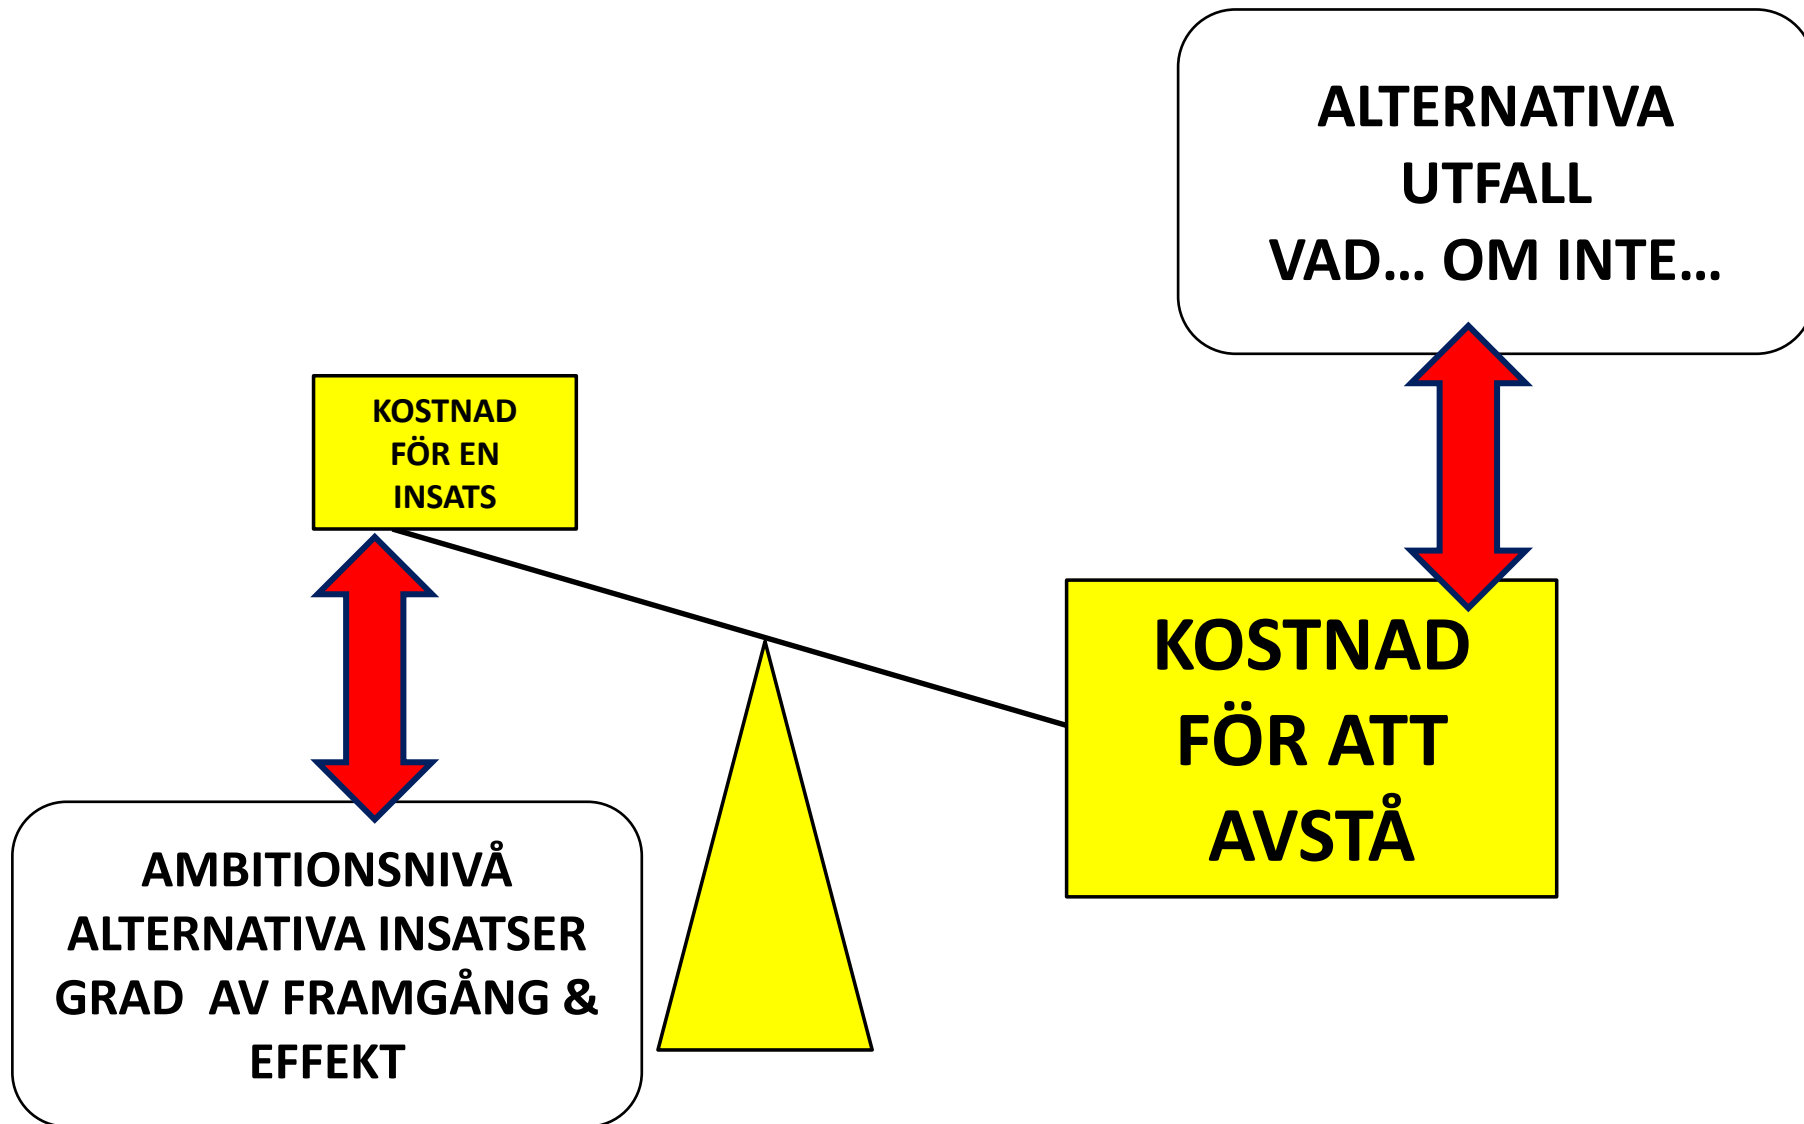 ALTERNATIVA
UTFALL
VAD... OM INTE...
KOSTNAD
FÖR EN
INSATS
KOSTNAD
FÖR ATT
AVSTÅ
AMBITIONSNIVÅ
ALTERNATIVA INSATSER
GRAD  AV FRAMGÅNG &
EFFEKT